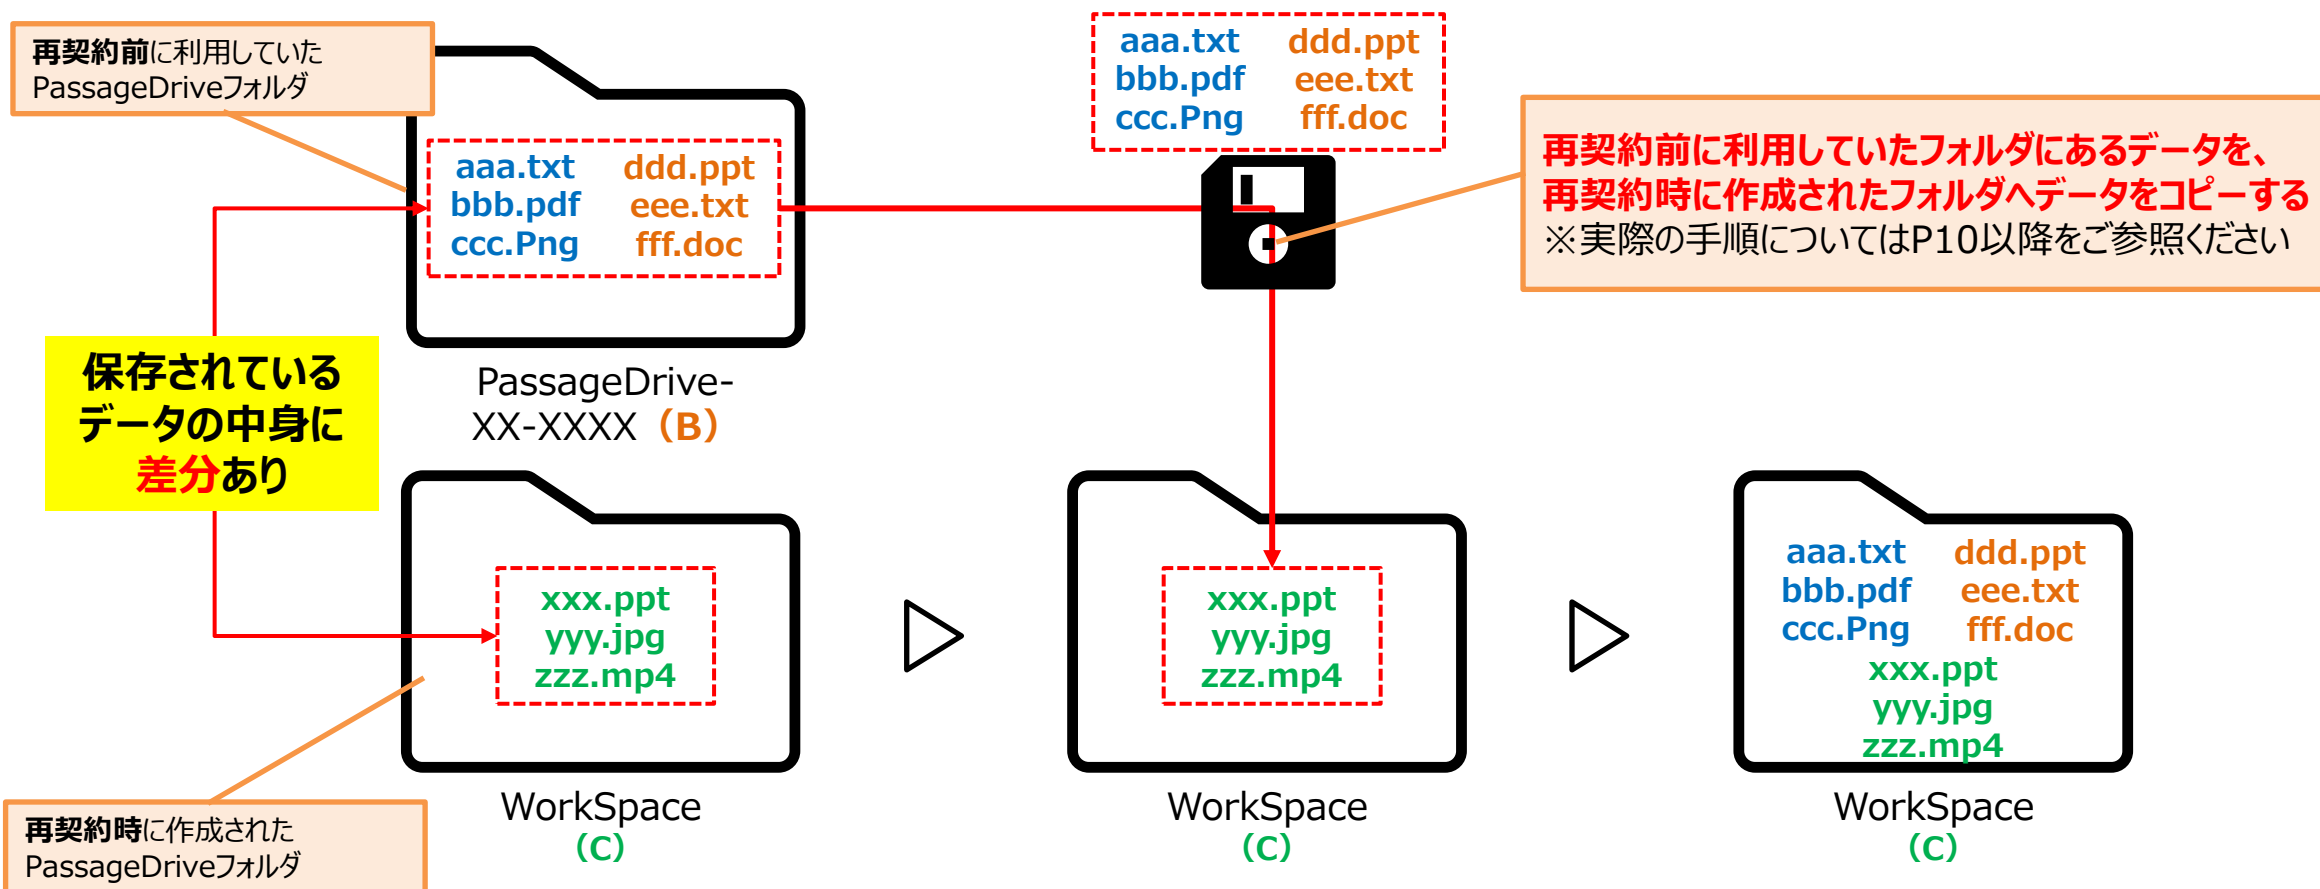 再契約前に利用していた
PassageDriveフォルダ
aaa.txt ddd.ppt
bbb.pdf eee.txt
ccc.Png fff.doc
aaa.txt ddd.ppt
bbb.pdf eee.txt
ccc.Png fff.doc
再契約前に利用していたフォルダにあるデータを、
再契約時に作成されたフォルダへデータをコピーする
※実際の手順についてはP10以降をご参照ください
保存されている
データの中身に
差分あり
PassageDrive-
XX-XXXX（B）
xxx.ppt
yyy.jpg
zzz.mp4
WorkSpace
（C）
再契約時に作成された
PassageDriveフォルダ
xxx.ppt
yyy.jpg
zzz.mp4
WorkSpace
（C）
aaa.txt ddd.ppt
bbb.pdf eee.txt
ccc.Png fff.doc
xxx.ppt
yyy.jpg
zzz.mp4
WorkSpace
（C）